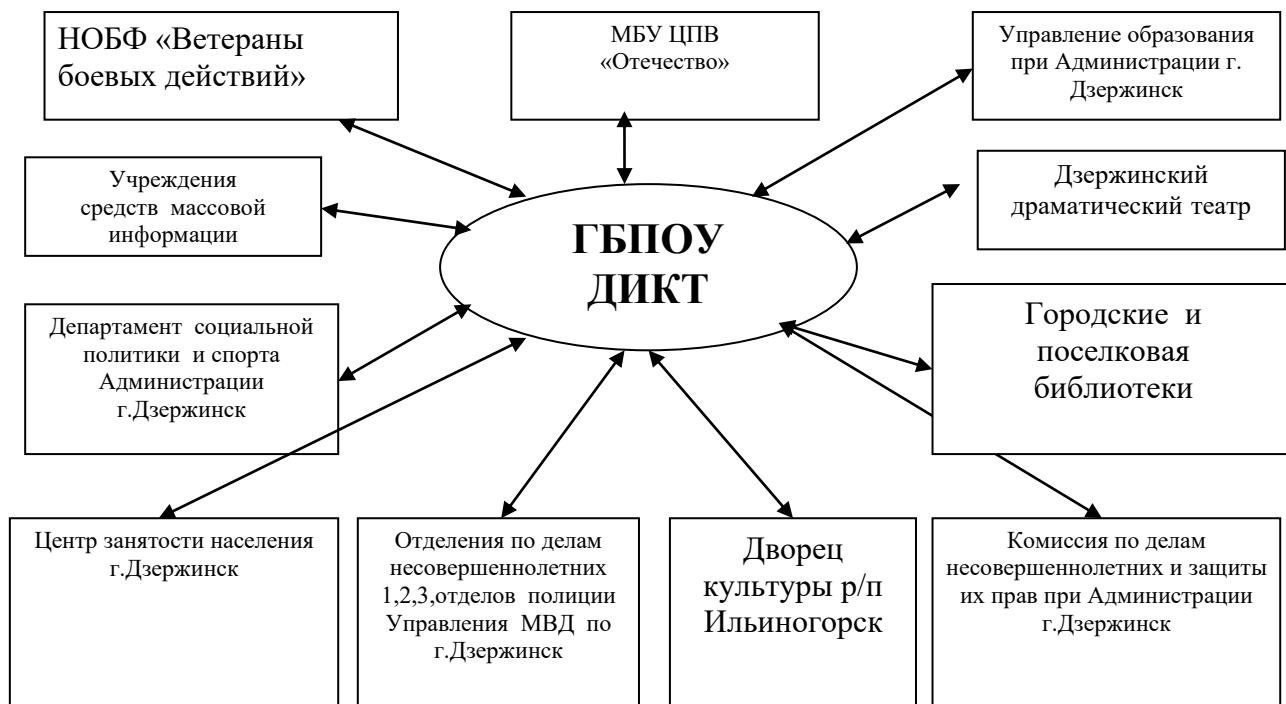 НОБФ «Ветераны
боевых действий»
МБУ ЦПВ
«Отечество»
Управление образования
при Администрации г.
Дзержинск
Учреждения
средств массовой
информации
ГБПОУ
ДИКТ
Дзержинский
драматический театр
Департамент социальной
политики и спорта
Администрации
г.Дзержинск
Городские и
поселковая
библиотеки
Центр занятости населения
г.Дзержинск
Отделения по делам
несовершеннолетних
1,2,3,отделов полиции
Управления МВД по
г.Дзержинск
Дворец
культуры р/п
Ильиногорск
Комиссия по делам
несовершеннолетних и защиты
их прав при Администрации
г.Дзержинск